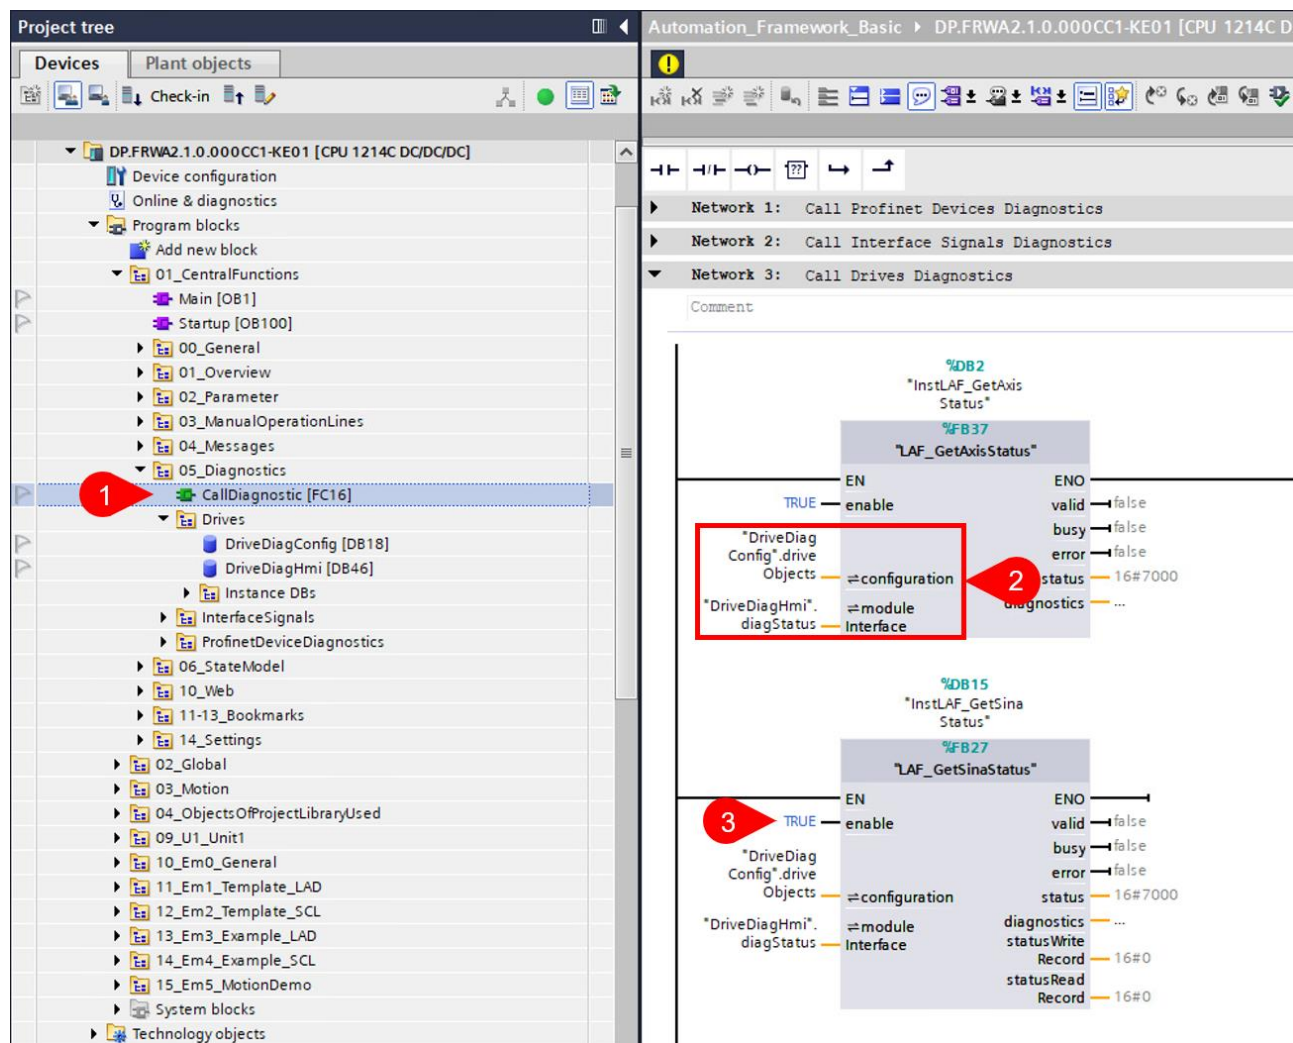 Project tree
Devices
Plant objects
Check-in
DP.FRWA2.1.0.000CC1-KE01 [CPU 1214C DC/DC/DC]
Device configuration
Online & diagnostics
Program blocks
Add new block
01_CentralFunctions
Main [OB1]
Startup [OB100]
00_General
01_Overview
02_Parameter
03_ManualOperationLines
04_Messages
05_Diagnostics
1
CallDiagnostic [FC16]
Drives
DriveDiagConfig [DB18]
DriveDiagHmi [DB46]
Instance DBs
InterfaceSignals
ProfinetDeviceDiagnostics
06_StateModel
10_Web
11-13_Bookmarks
14_Settings
02_Global
03_Motion
04_ObjectsOfProjectLibraryUsed
09_U1_Unit1
10_Em0_General
11_Em1_Template_LAD
12_Em2_Template_SCL
13_Em3_Example_LAD
14_Em4_Example_SCL
15_Em5_MotionDemo
System blocks
Technology objects
Automation_Framework_Basic ▸ DP.FRWA2.1.0.000CC1-KE01 [CPU 1214C D
??
Network 1: Call Profinet Devices Diagnostics
Network 2: Call Interface Signals Diagnostics
Network 3: Call Drives Diagnostics
Comment
%DB2
"InstLAF_GetAxis
Status"
%FB37
"LAF_GetAxisStatus"
EN ENO
TRUE enable valid false
busy false
error false
"DriveDiag
Config".drive
Objects configuration 2 status 16#7000
"DriveDiagHmi".
diagStatus module
Interface
diagnostics ...
%DB15
"InstLAF_GetSina
Status"
%FB27
"LAF_GetSinaStatus"
EN ENO
3 TRUE enable valid false
busy false
error false
"DriveDiag
Config".drive
Objects configuration status 16#7000
"DriveDiagHmi".
diagStatus module
Interface
diagnostics ...
statusWrite
Record 16#0
statusRead
Record 16#0